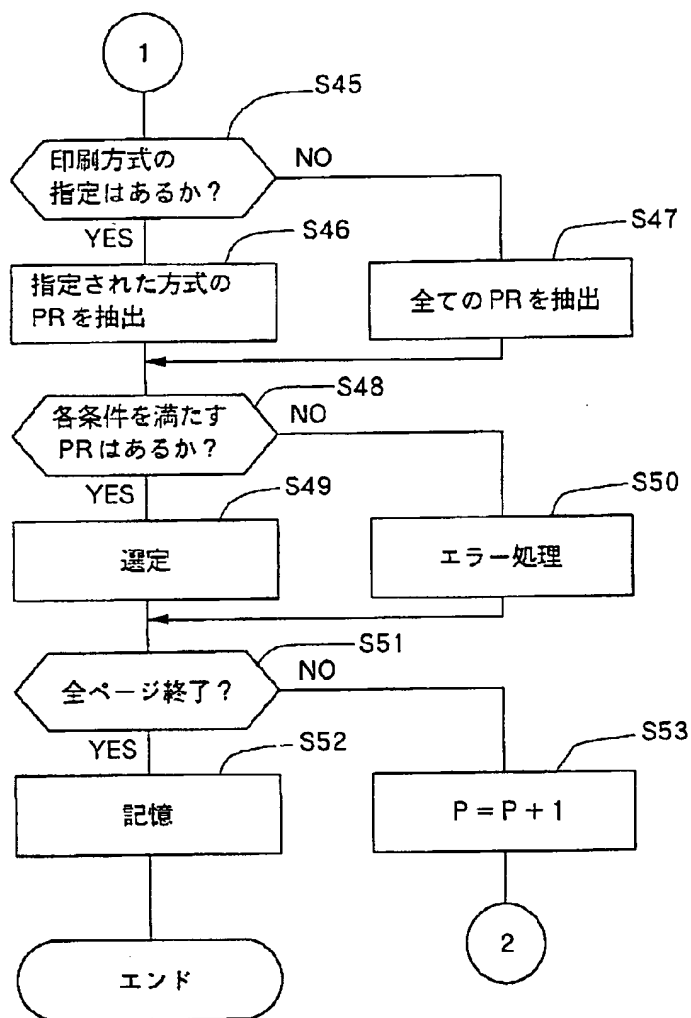 1
S45
印刷方式の
指定はあるか?
NO
YES
S46
S47
指定された方式の
PRを抽出
全てのPRを抽出
S48
各条件を満たす
PRはあるか?
NO
YES
S49
S50
選定
エラー処理
S51
全ページ終了?
NO
YES
S52
S53
記憶
P=P+1
2
エンド